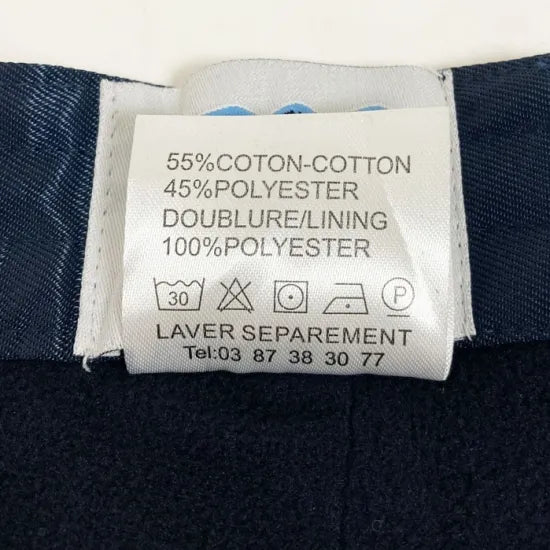 55%COTON-COTTON
45%POLYESTER
DOUBLURE/LINING
100%POLYESTER
30 P
LAVER SEPAREMENT
Tel:03 87 38 30 77